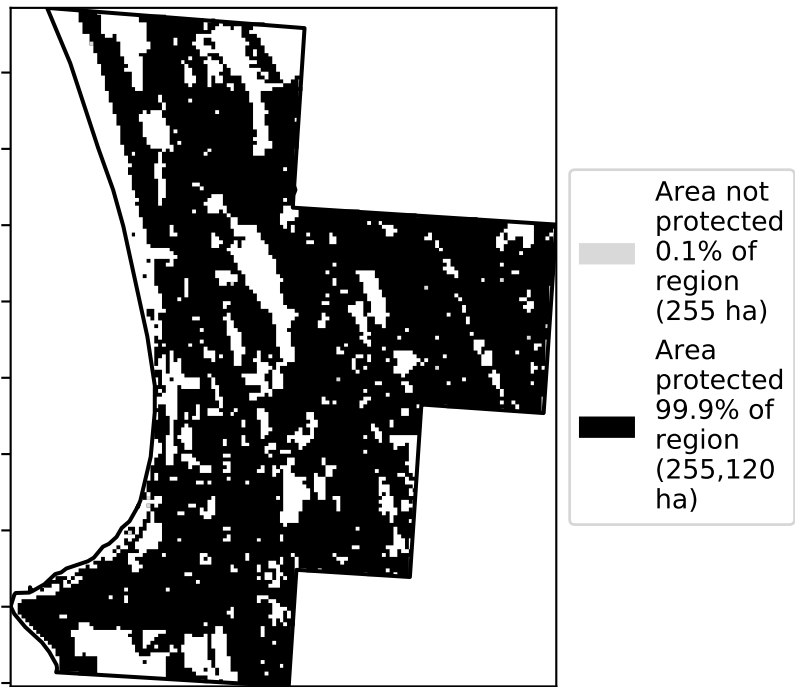 Area not
protected
0.1% of
region
(255 ha)
Area
protected
99.9% of
region
(255,120
ha)